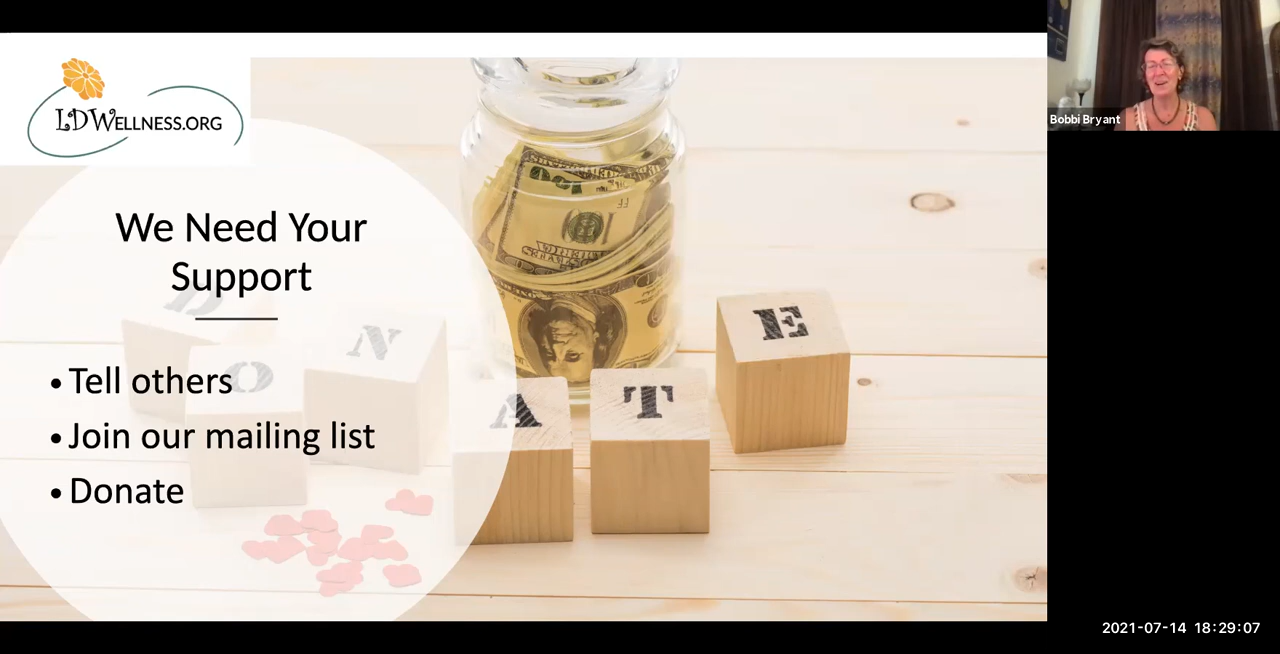 LDWELLNESS.ORG
Bobbi Bryant
We Need Your
Support
• Tell others
• Join our mailing list
• Donate
D
O
N
A
T
E
100
2021-07-14 18:29:07